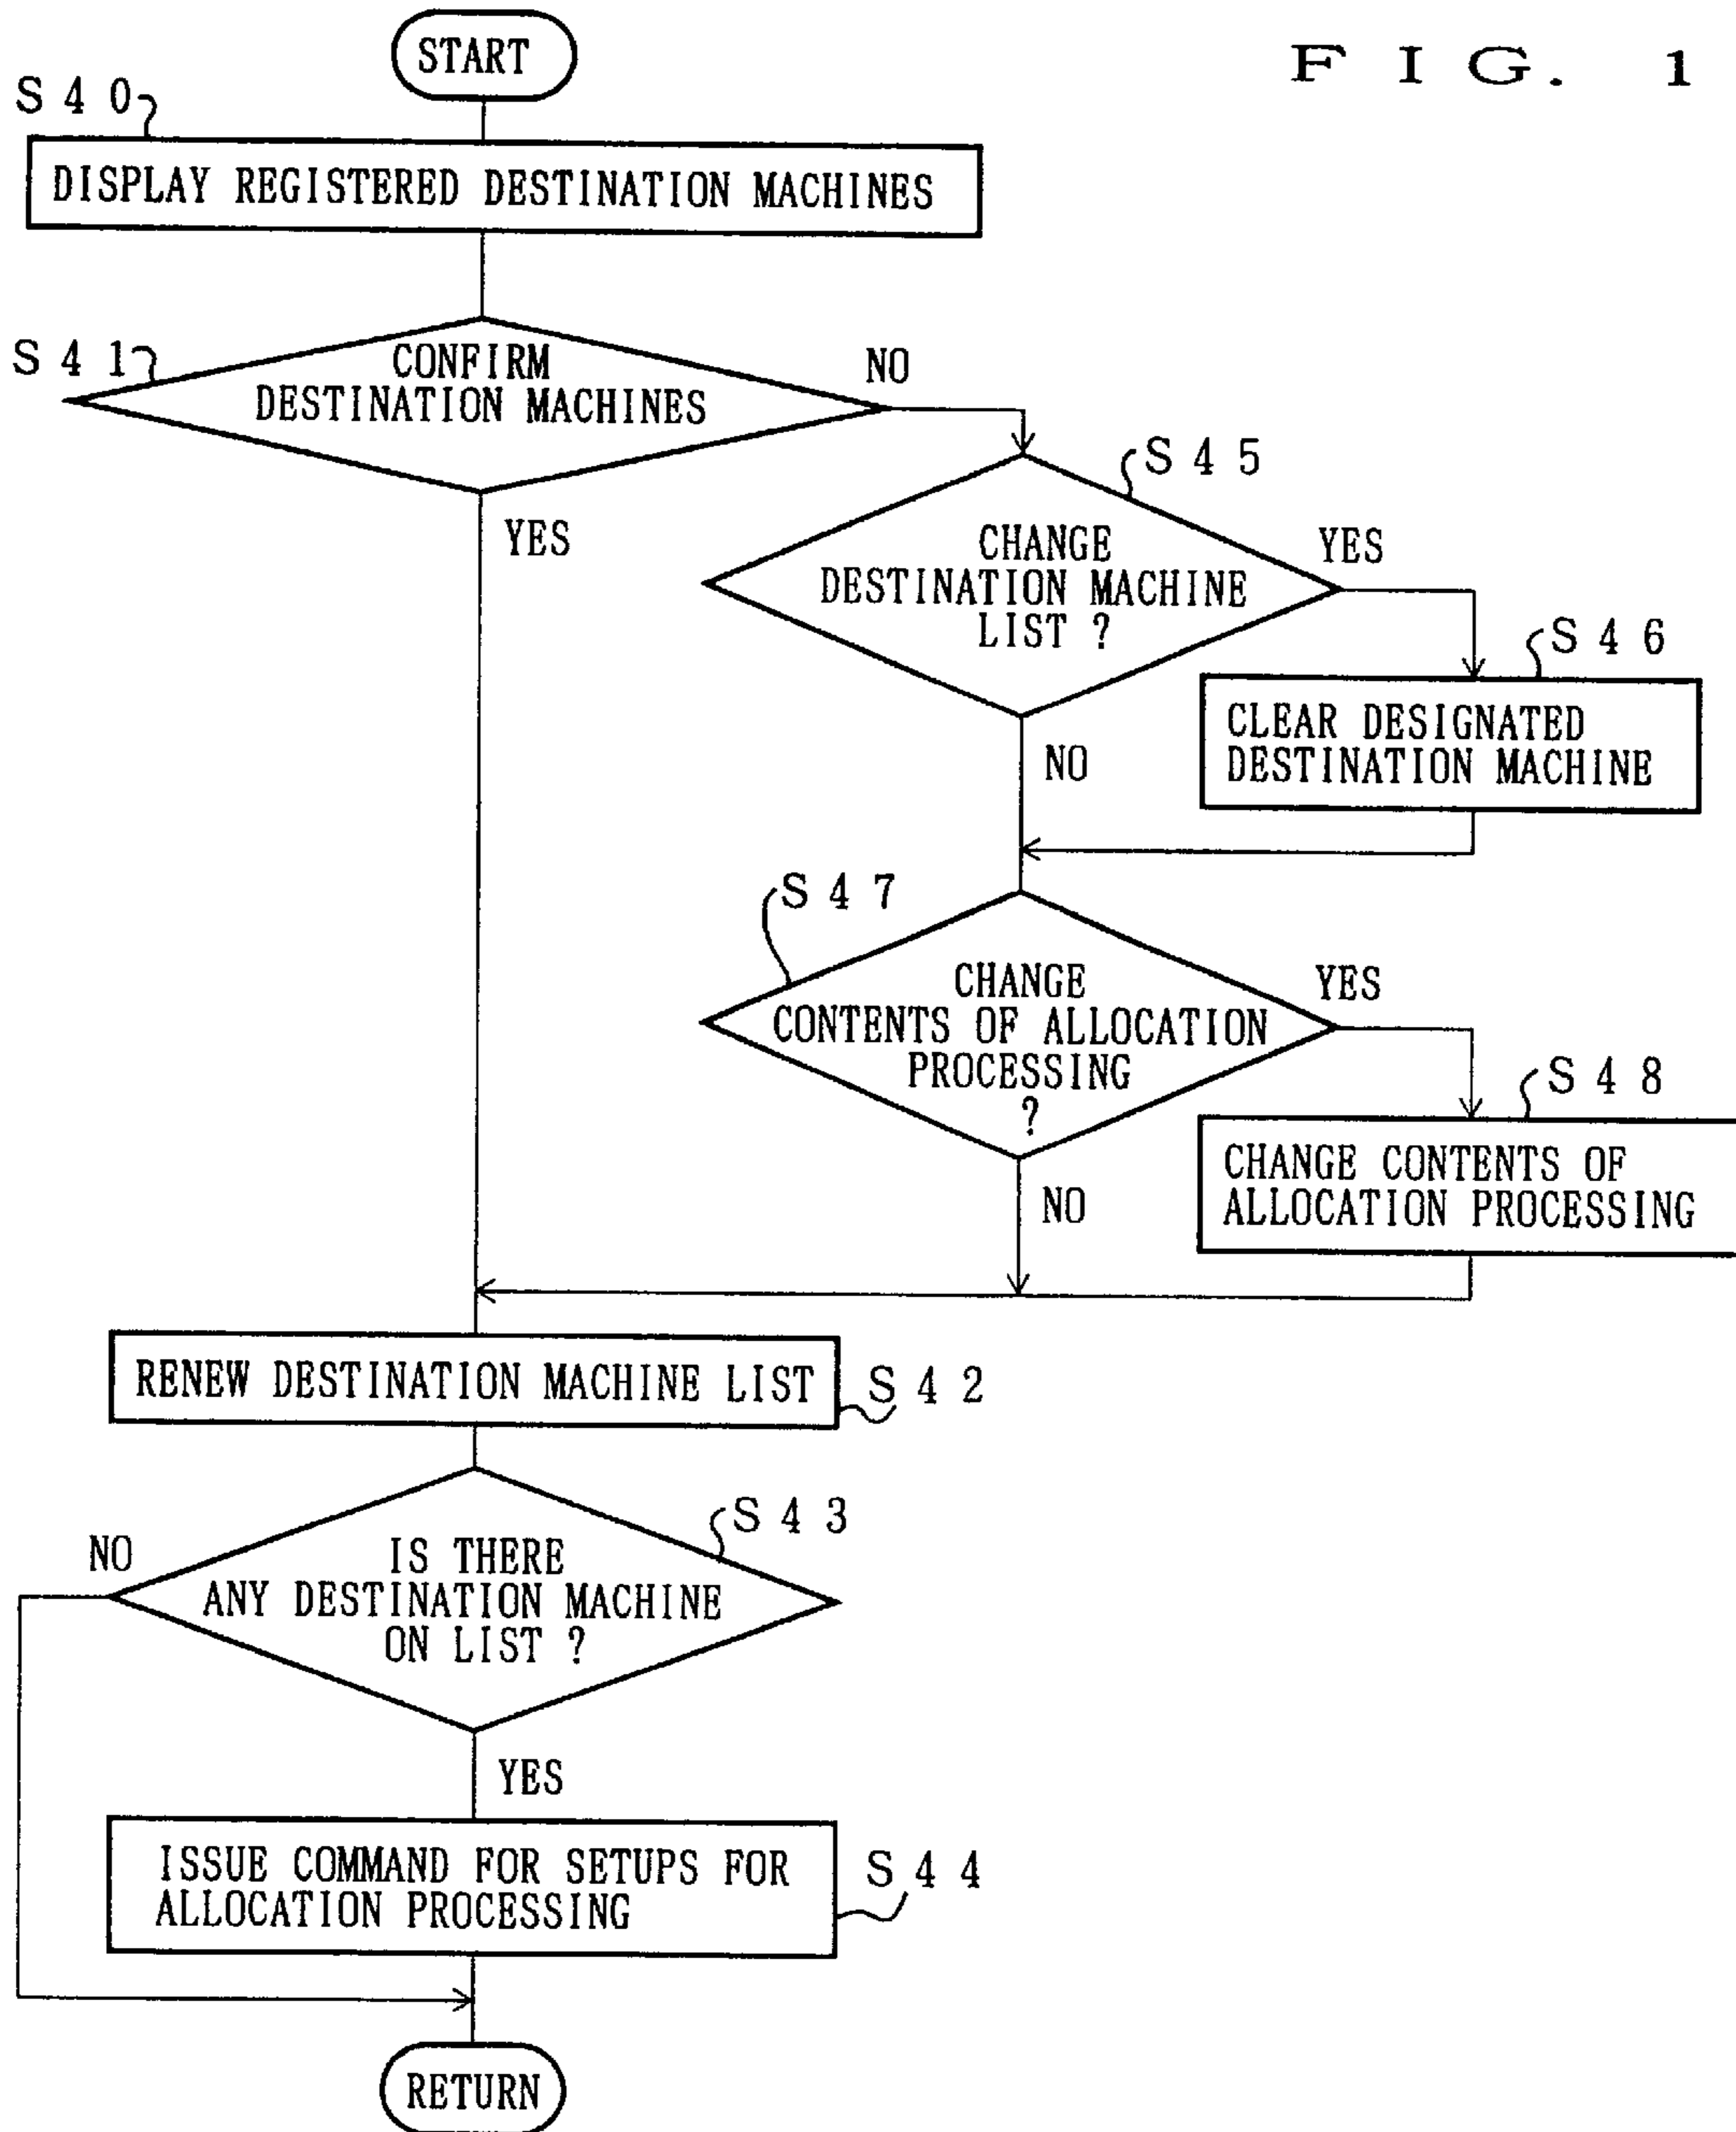 F I G. 1
START
S 4 0
DISPLAY REGISTERED DESTINATION MACHINES
S 4 1
CONFIRM
DESTINATION MACHINES
NO
YES
S 4 5
CHANGE
DESTINATION MACHINE
LIST ?
YES
NO
S 4 6
CLEAR DESIGNATED
DESTINATION MACHINE
S 4 7
CHANGE
CONTENTS OF ALLOCATION
PROCESSING
?
YES
NO
S 4 8
CHANGE CONTENTS OF
ALLOCATION PROCESSING
RENEW DESTINATION MACHINE LIST
S 4 2
S 4 3
IS THERE
ANY DESTINATION MACHINE
ON LIST ?
NO
YES
ISSUE COMMAND FOR SETUPS FOR
ALLOCATION PROCESSING
S 4 4
RETURN